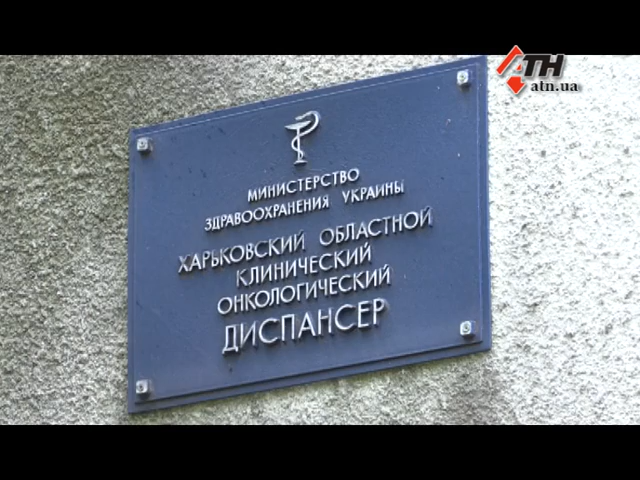 АТН
atn.ua
МИНИСТЕРСТВО
ЗДРАВООХРАНЕНИЯ УКРАИНЫ
ХАРЬКОВСКИЙ ОБЛАСТНОЙ
КЛИНИЧЕСКИЙ
ОНКОЛОГИЧЕСКИЙ
ДИСПАНСЕР